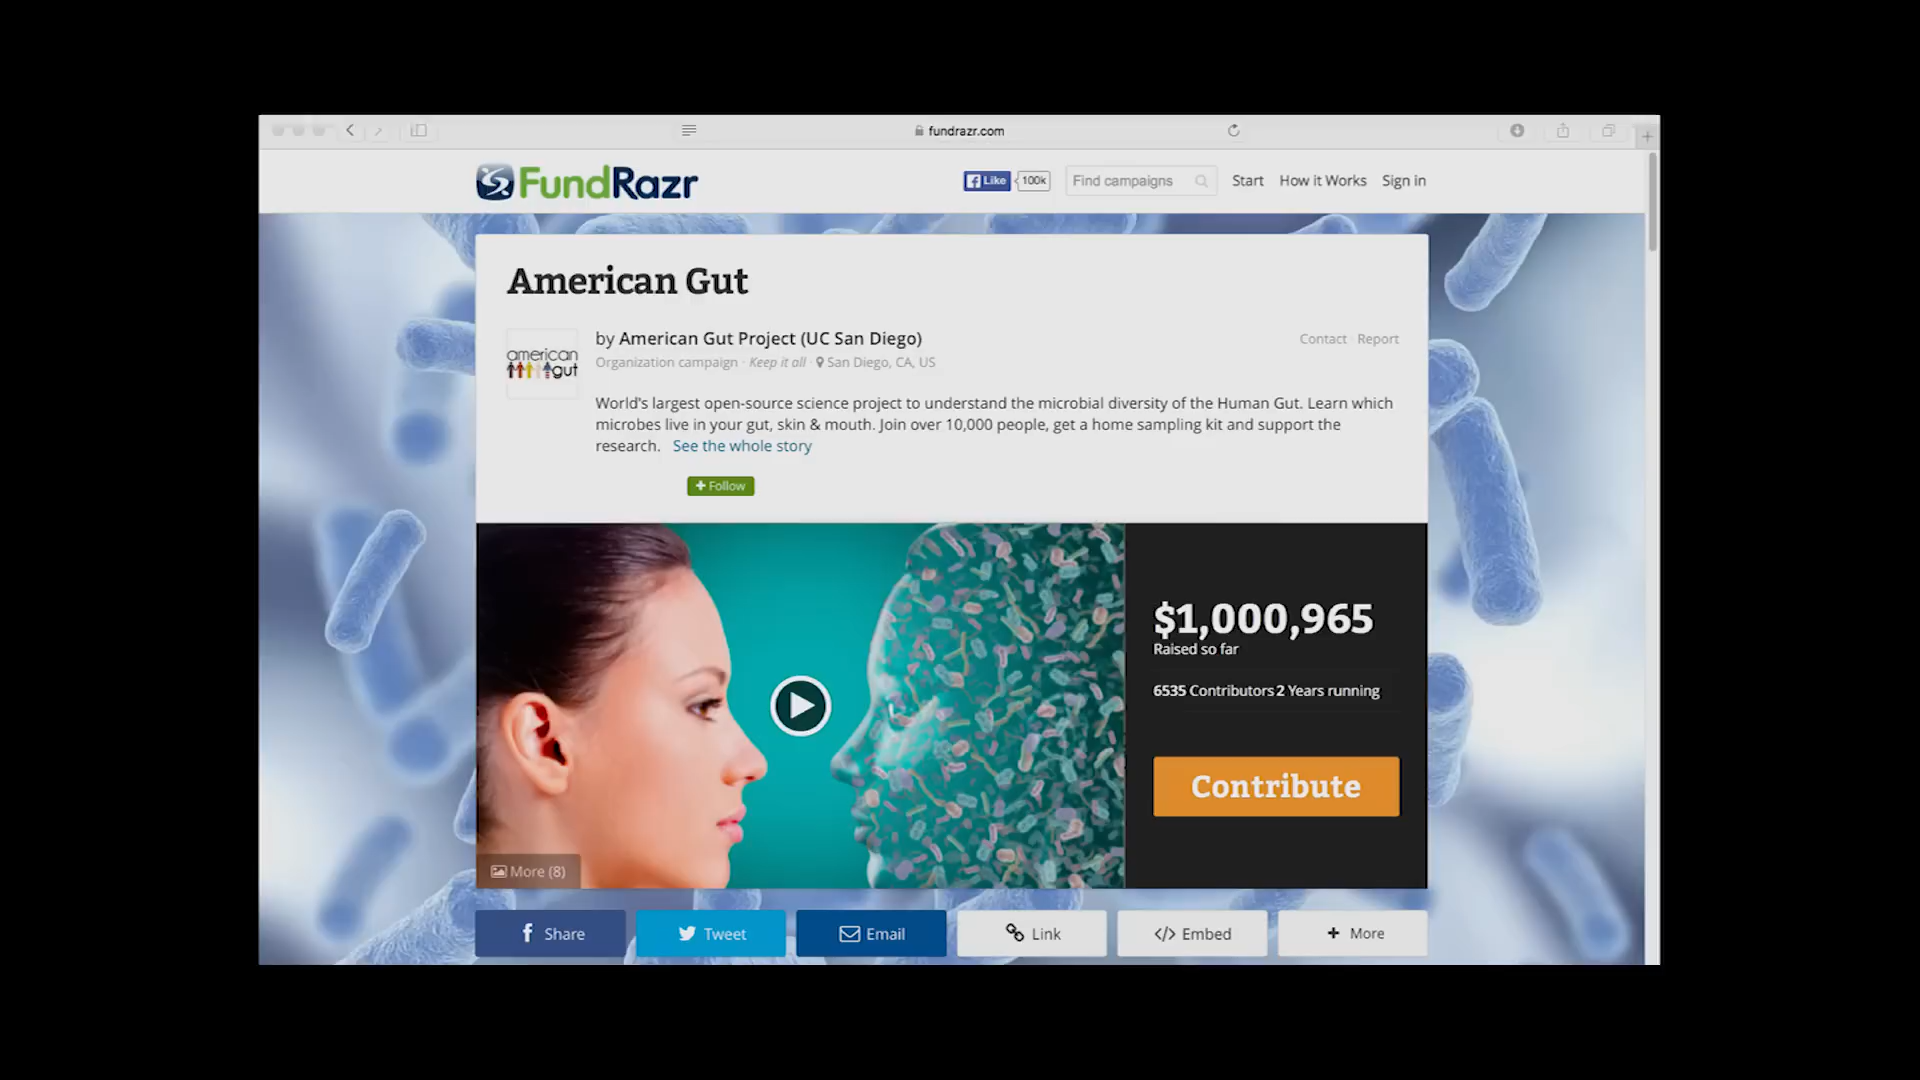 fundrazr.com
FundRazr
Like
100k
Find campaigns
Start
How it Works
Sign in
American Gut
american
gut
by American Gut Project (UC San Diego)
Contact
Report
Organization campaign · Keep it all · San Diego, CA, US
World's largest open-source science project to understand the microbial diversity of the Human Gut. Learn which
microbes live in your gut, skin & mouth. Join over 10,000 people, get a home sampling kit and support the
research. See the whole story
+ Follow
$1,000,965
Raised so far
6535 Contributors 2 Years running
Contribute
More (8)
Share
Tweet
Email
Link
</> Embed
+ More